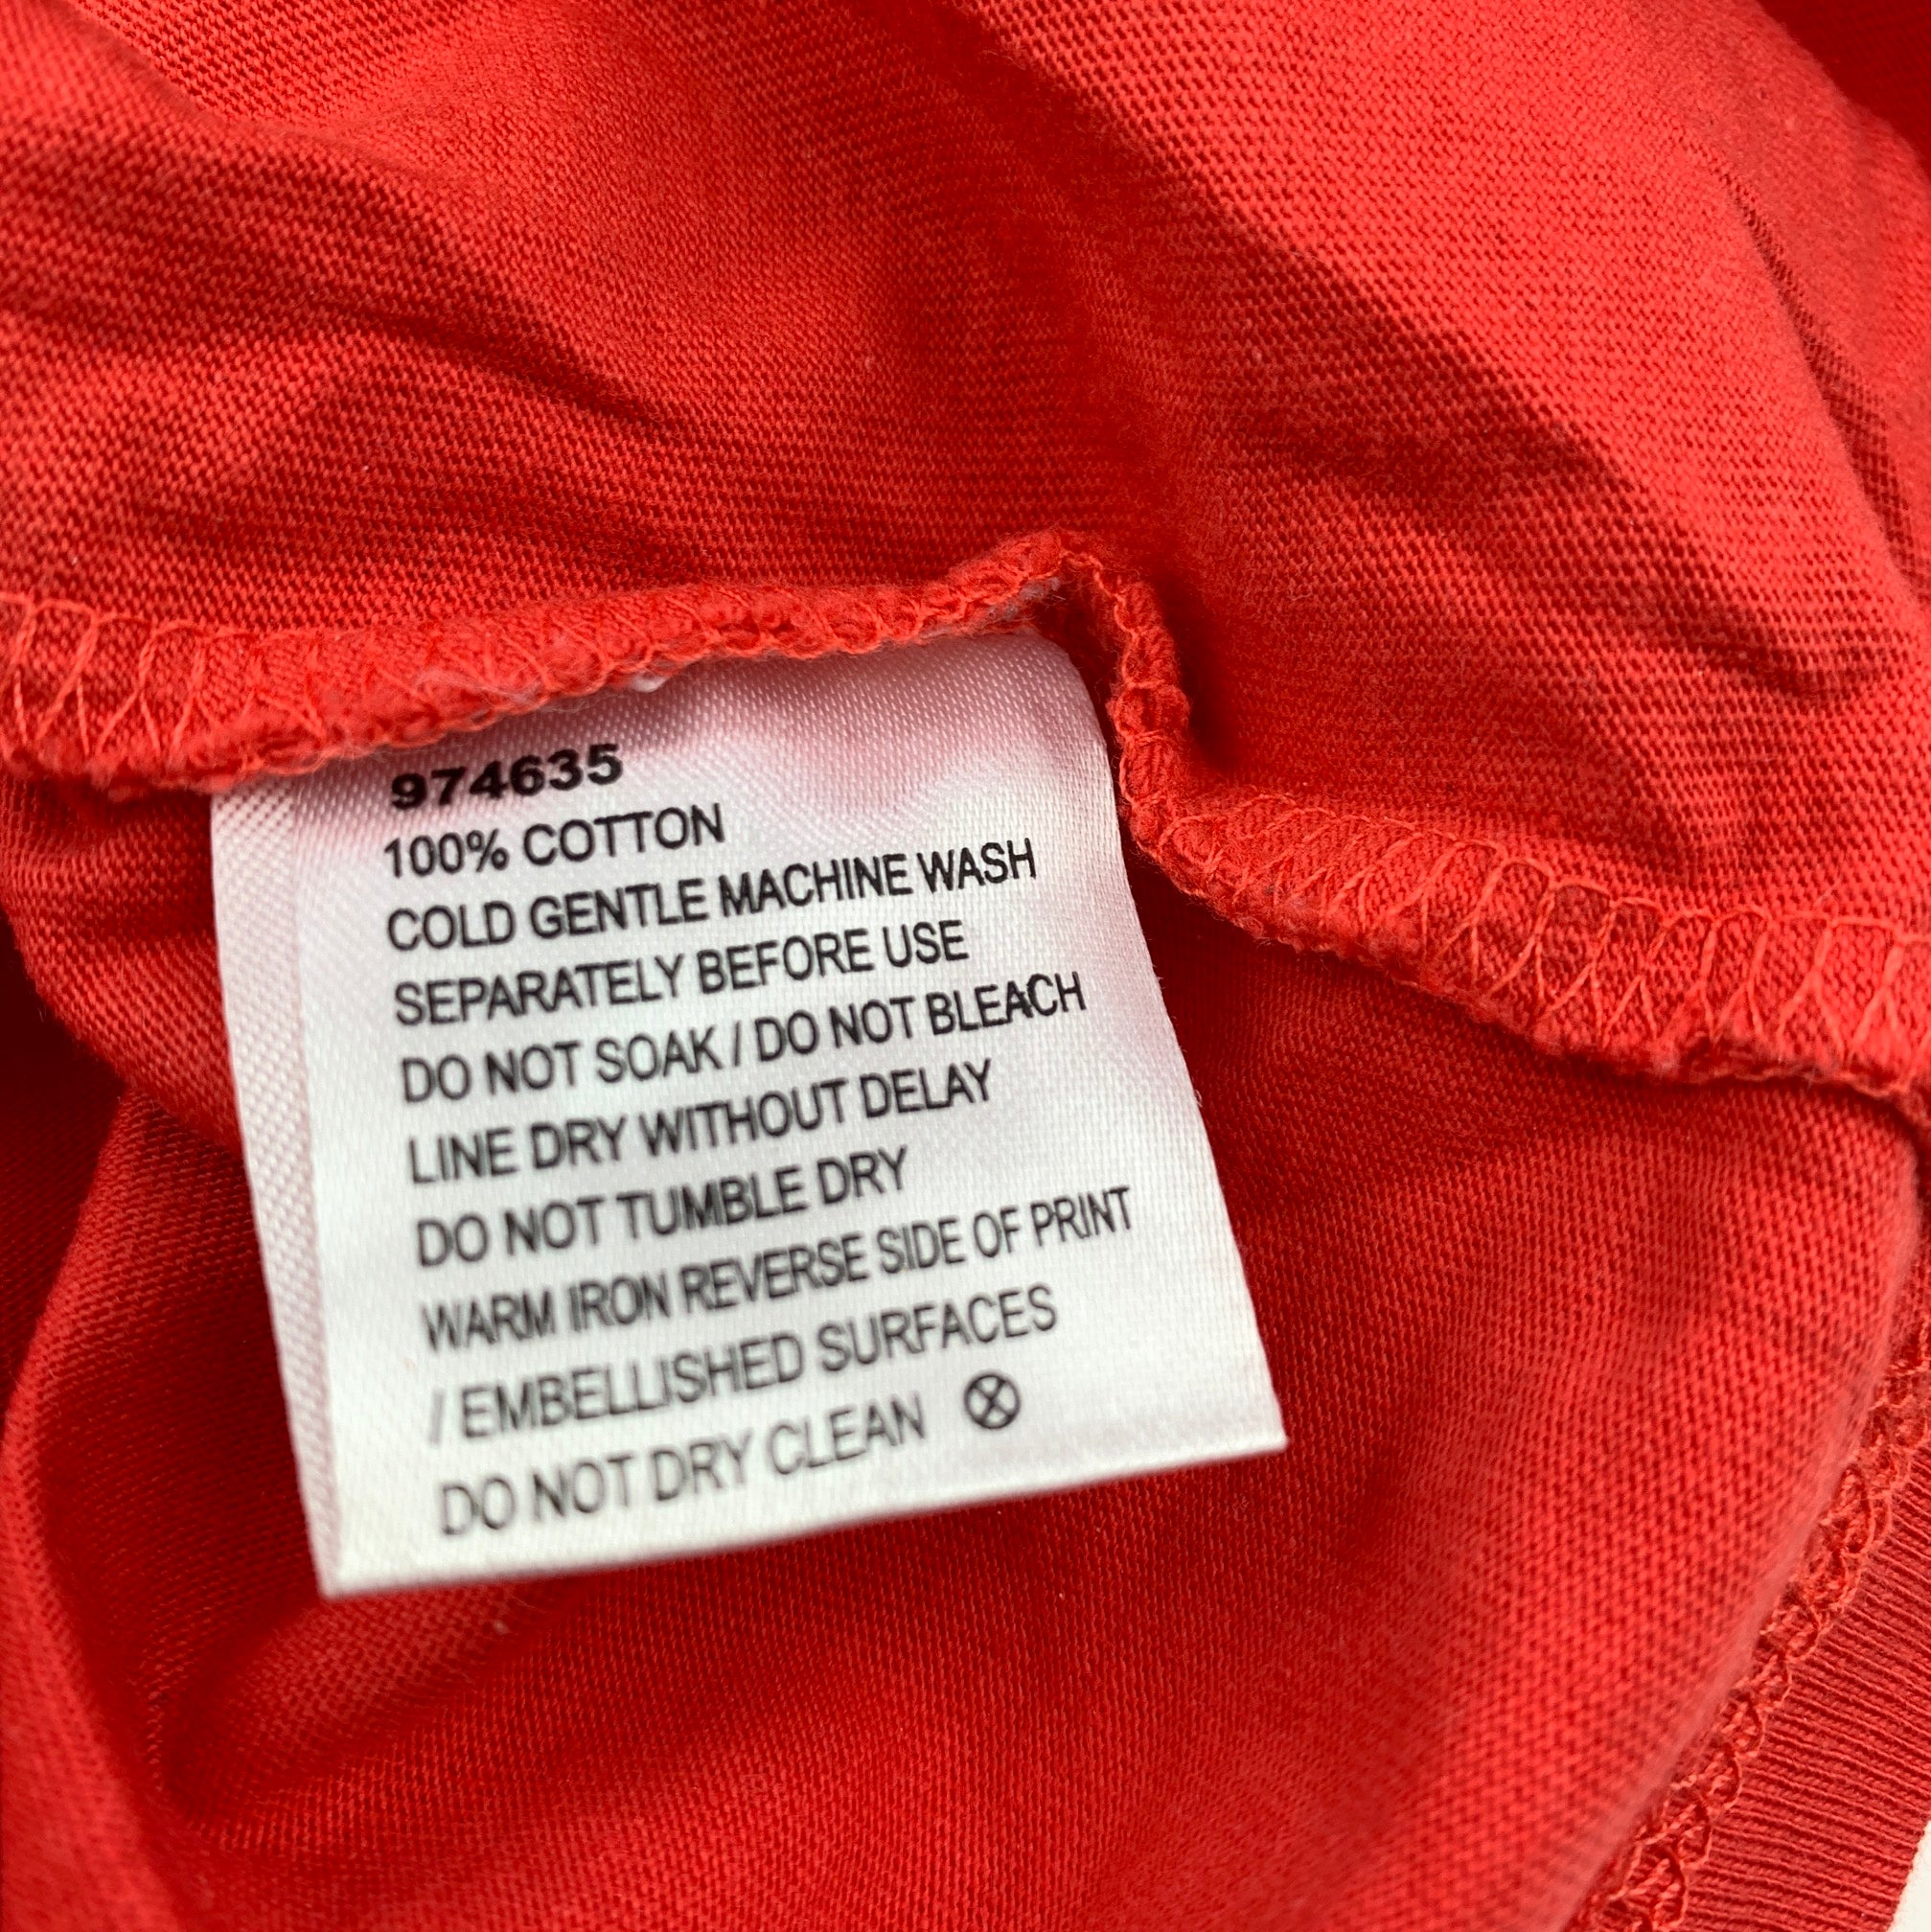 974635
100% COTTON
COLD GENTLE MACHINE WASH
SEPARATELY BEFORE USE
DO NOT SOAK / DO NOT BLEACH
LINE DRY WITHOUT DELAY
DO NOT TUMBLE DRY
WARM IRON REVERSE SIDE OF PRINT
/ EMBELLISHED SURFACES
DO NOT DRY CLEAN